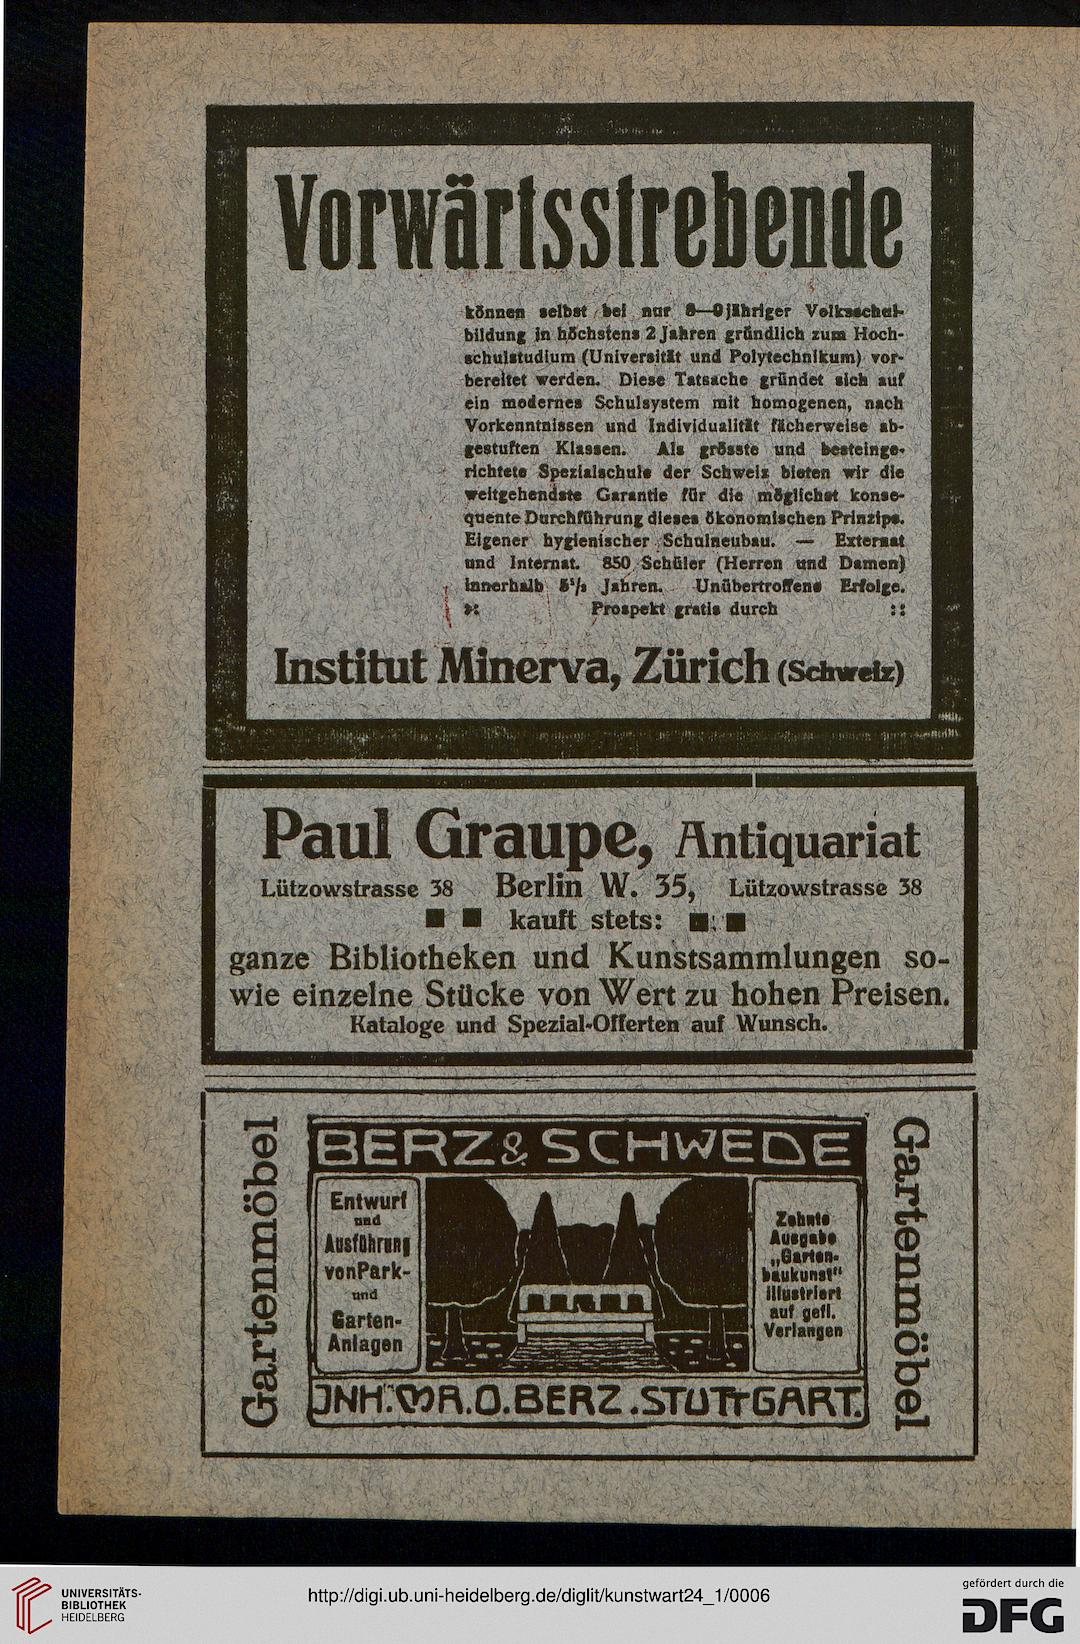 Vorwärtsstrebende
können selbst bei nur 8—9jähriger Volksschul-
bildung in höchstens 2 Jahren gründlich zum Hoch-
schulstudium (Universität und Polytechnikum) vor-
bereitet werden. Diese Tatsache gründet sich auf
ein modernes Schulsystem mit homogenen, nach
Vorkenntnissen und Individualität fächerweise ab-
gestuften Klassen. Als grösste und besteinge-
richtete Spezialschule der Schweiz bieten wir die
weitgehendste Garantie für die möglichst konse-
quente Durchführung dieses ökonomischen Prinzips.
Eigener hygienischer Schulneubau. — Externat
und Internat. 850 Schüler (Herren und Damen)
innerhalb 5½ Jahren. Unübertroffene Erfolge.
:: Prospekt gratis durch ::
Institut Minerva, Zürich (Schweiz)
Paul Graupe, Antiquariat
Lützowstrasse 38 Berlin W. 35, Lützowstrasse 38
■ ■ kauft stets: ■ ■
ganze Bibliotheken und Kunstsammlungen so-
wie einzelne Stücke von Wert zu hohen Preisen.
Kataloge und Spezial-Offerten auf Wunsch.
Gartenmöbel
BERZ & SCHWEDE
Entwurf
und
Ausführung
von Park-
und
Garten-
Anlagen
Zehnte
Ausgabe
„Garten-
baukunst“
illustriert
auf gefl.
Verlangen
JNH: MR. O. BERZ. STUTTGART.
Gartenmöbel
UNIVERSITÄTS-
BIBLIOTHEK
HEIDELBERG
http://digi.ub.uni-heidelberg.de/diglit/kunstwart24_1/0006
gefördert durch die
DFG